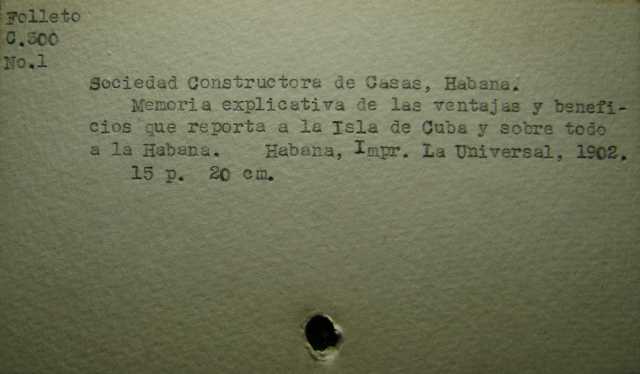 Folleto
C.300
No.1
Sociedad Constructora de Casas, Habana.
Memoria explicativa de las ventajas y benefi-
cios que reporta a la Isla de Cuba y sobre todo
a la Habana. Habana, Impr. La Universal, 1902.
15 p. 20 cm.